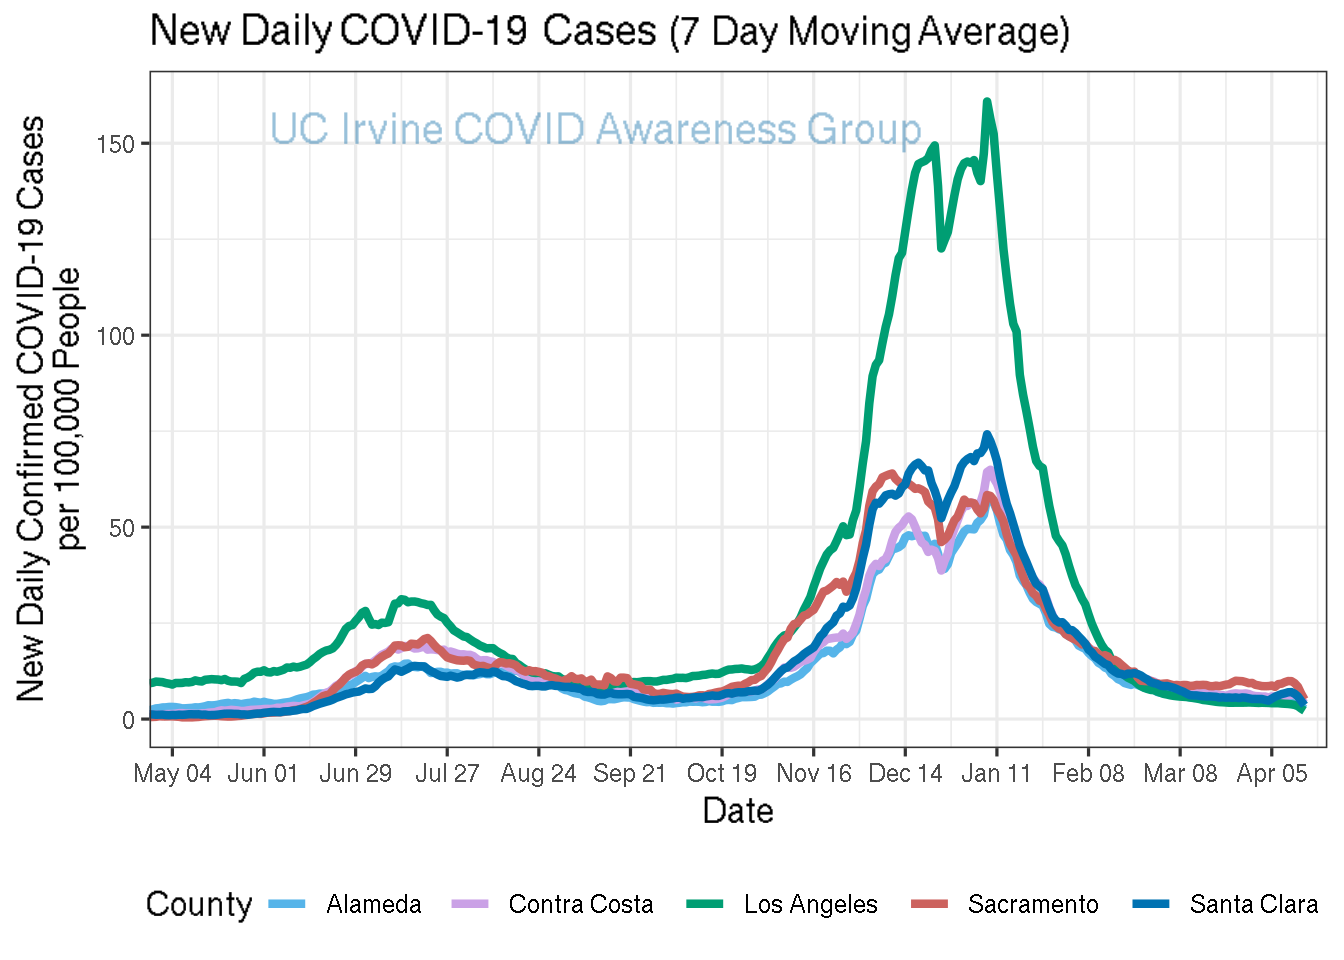 New Daily COVID-19 Cases (7 Day Moving Average)
UC Irvine COVID Awareness Group
New Daily Confirmed COVID-19 Cases
per 100,000 People
150
100
50
0
May 04 Jun 01 Jun 29 Jul 27 Aug 24 Sep 21 Oct 19 Nov 16 Dec 14 Jan 11 Feb 08 Mar 08 Apr 05
Date
County Alameda Contra Costa Los Angeles Sacramento Santa Clara